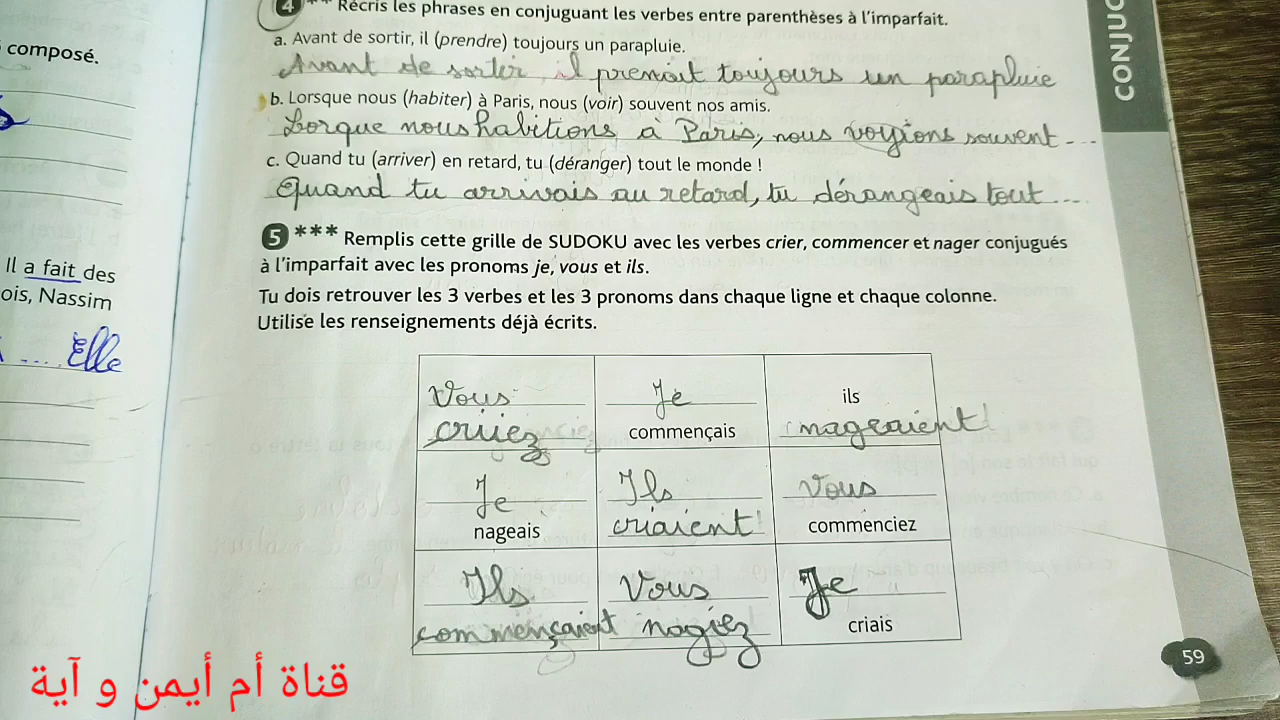 composé.
Il a fait des
ois, Nassim
.... Elle
4 ** Récris les phrases en conjuguant les verbes entre parenthèses à l'imparfait.
a. Avant de sortir, il (prendre) toujours un parapluie.
Avant de sortir, il prenait toujours un parapluie
b. Lorsque nous (habiter) à Paris, nous (voir) souvent nos amis.
Lorque nous habitions à Paris, nous voyions souvent ...
c. Quand tu (arriver) en retard, tu (déranger) tout le monde !
Quand tu arrivais au retard, tu dérangeais tout ....
5 *** Remplis cette grille de SUDOKU avec les verbes crier, commencer et nager conjugués
à l'imparfait avec les pronoms je, vous et ils.
Tu dois retrouver les 3 verbes et les 3 pronoms dans chaque ligne et chaque colonne.
Utilise les renseignements déjà écrits.
Vous Je ils
criiez commençais nageaient
Je Ils Vous
nageais criaient commenciez
Ils Vous Je
commençaient nagiez criais
CONJUC
59
قناة أم أيمن و آية